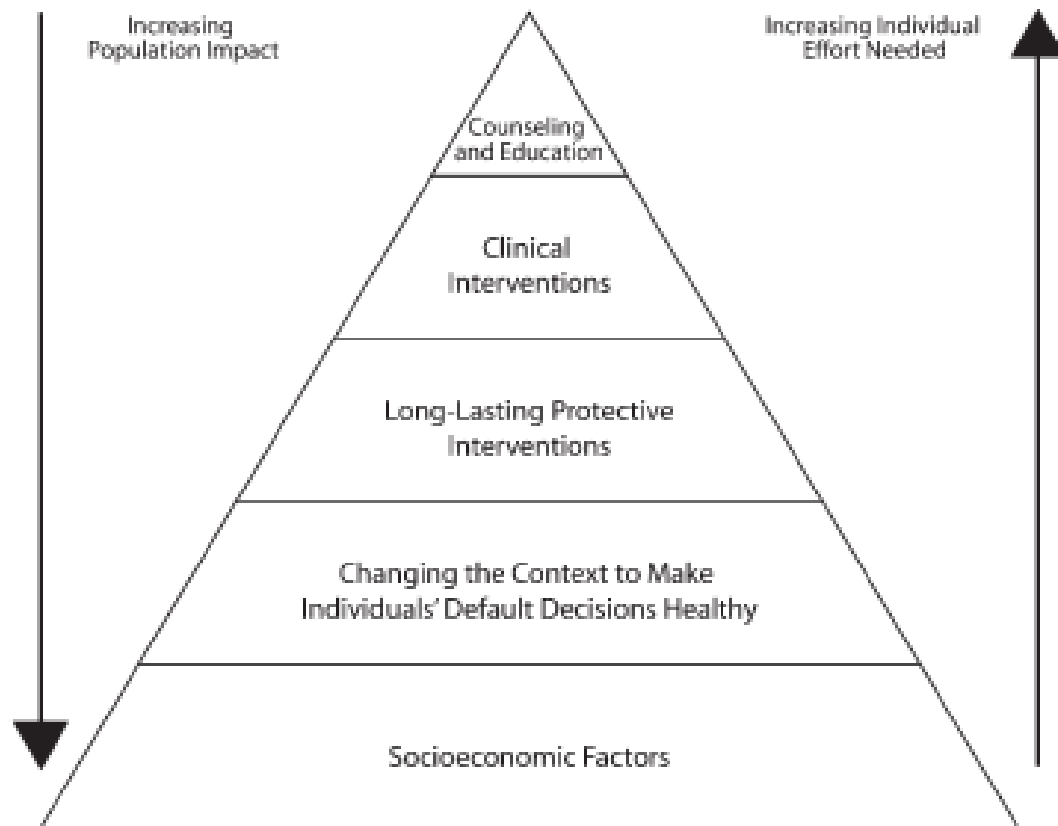 Increasing
Population Impact
Increasing Individual
Effort Needed
Counseling
and Education
Clinical
Interventions
Long-Lasting Protective
Interventions
Changing the Context to Make
Individuals’ Default Decisions Healthy
Socioeconomic Factors